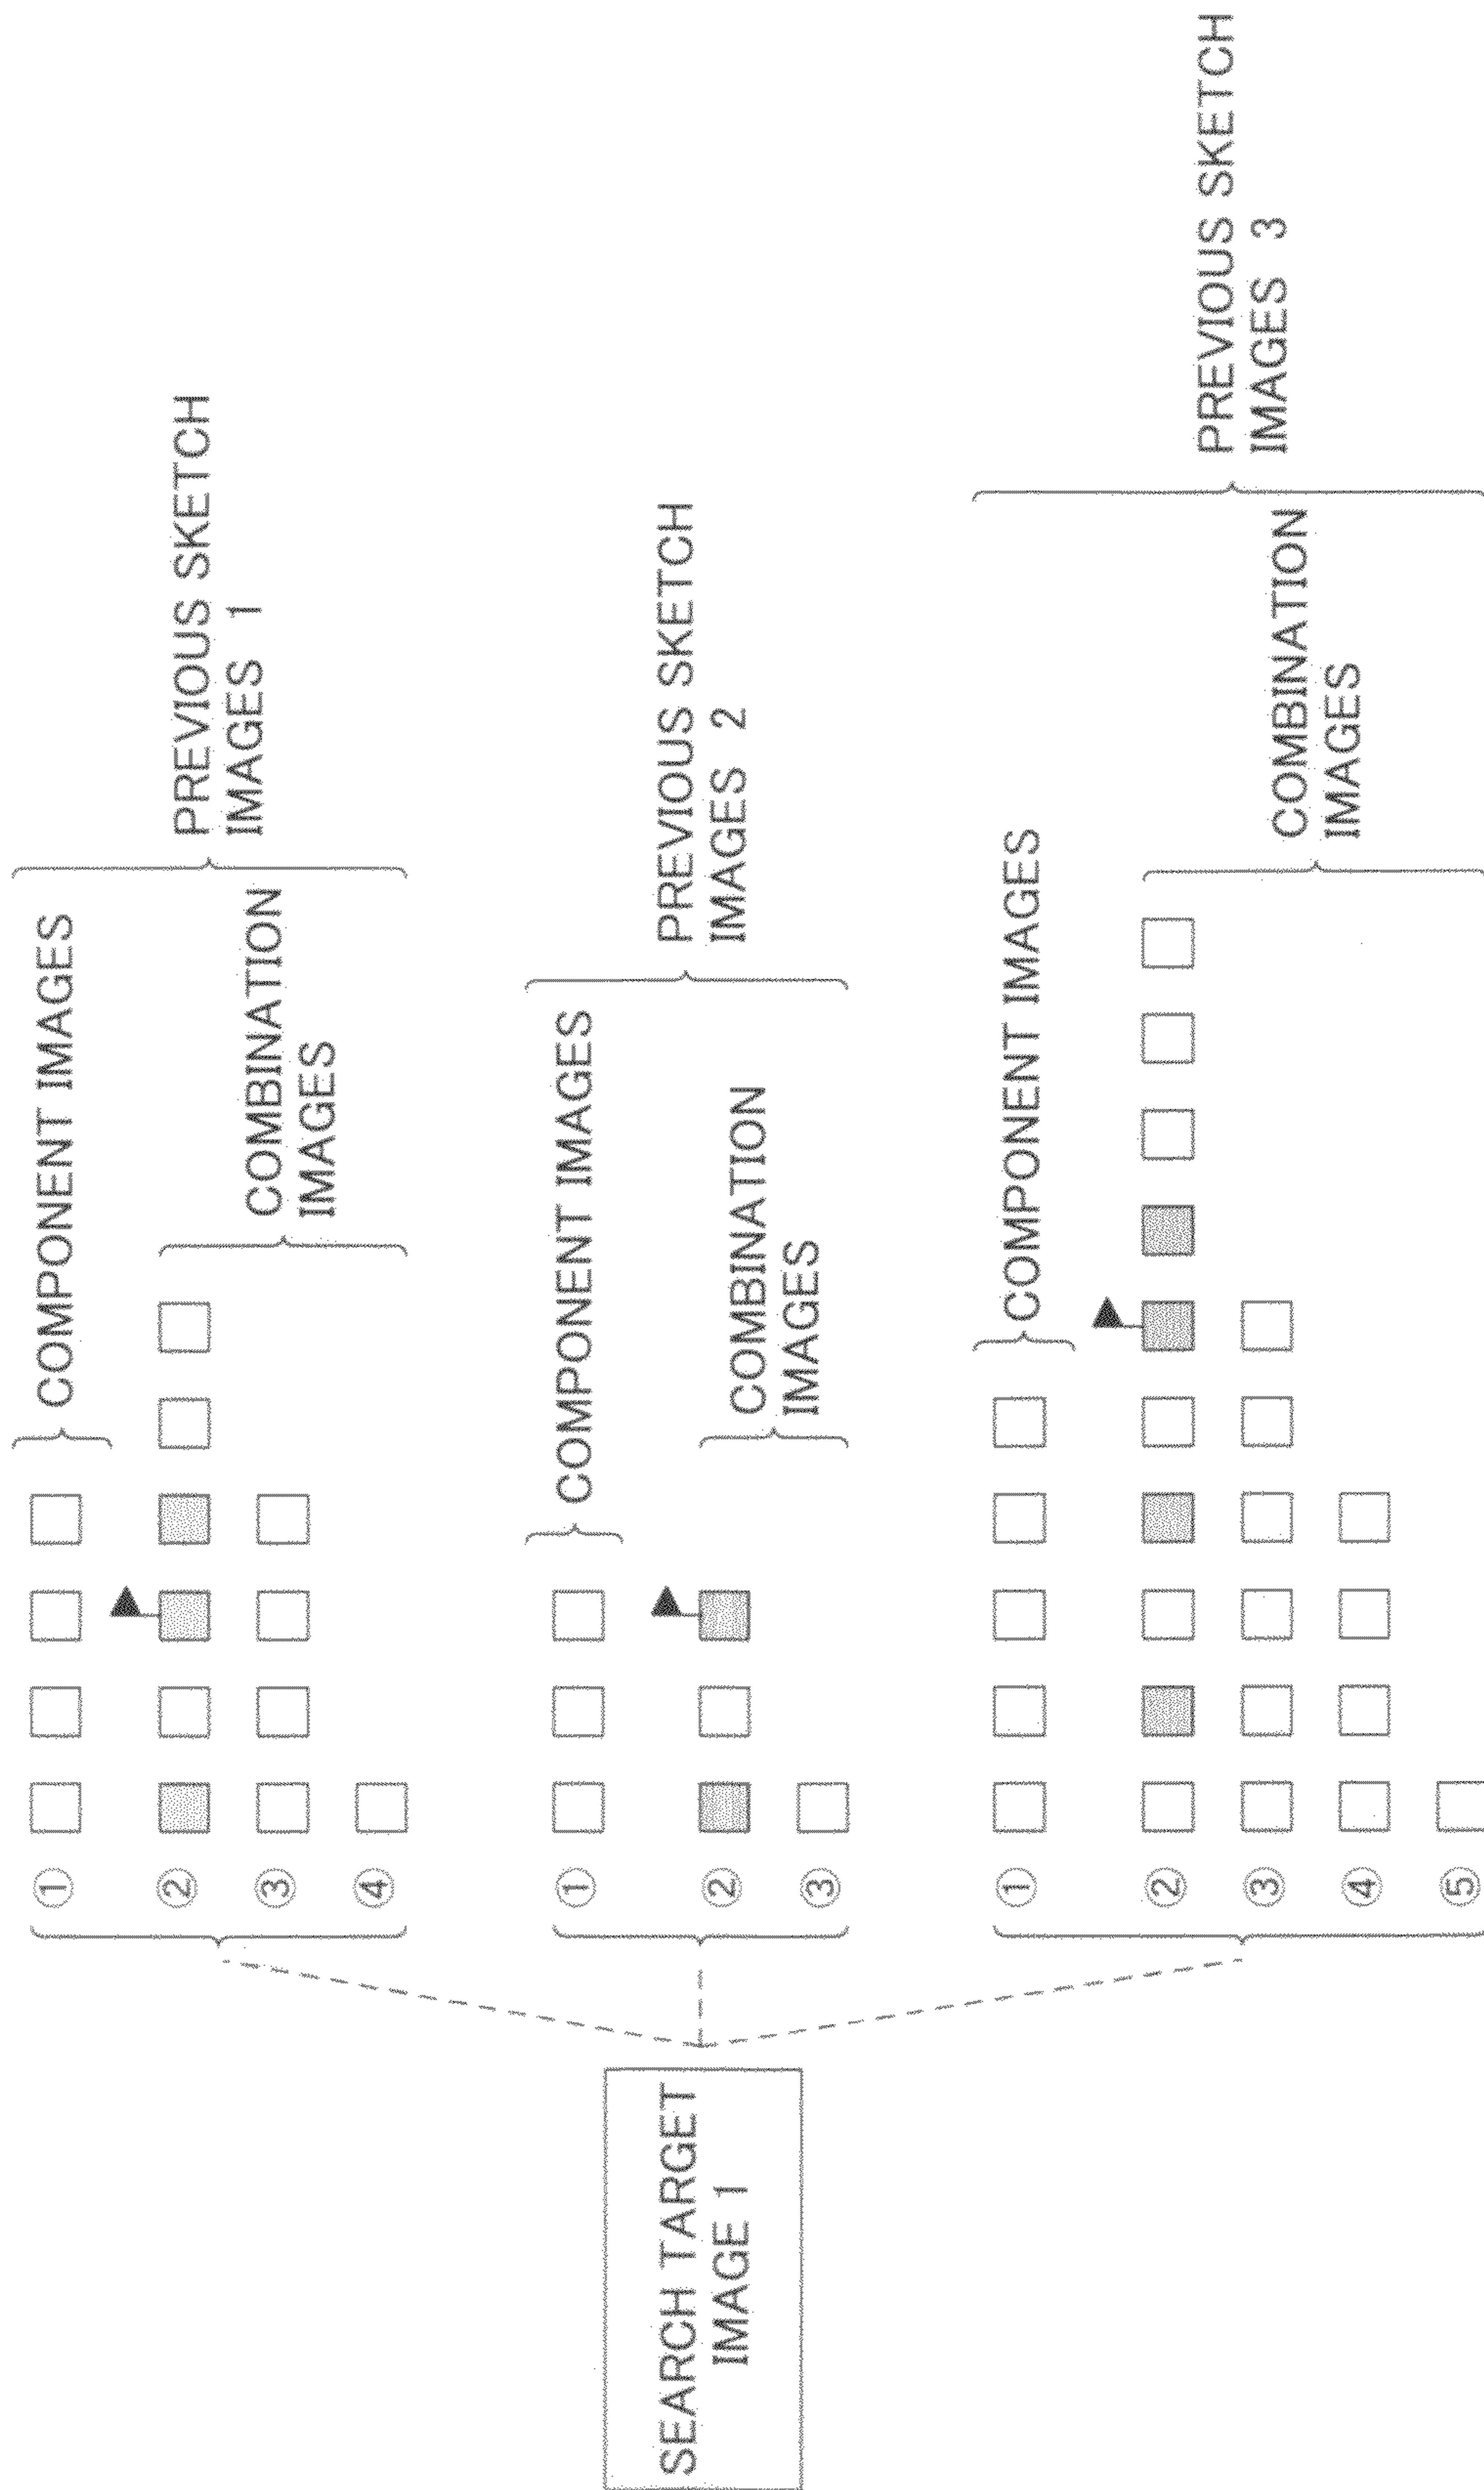 SEARCH TARGET
IMAGE 1
①
②
③
④
COMPONENT IMAGES
COMBINATION
IMAGES
PREVIOUS SKETCH
IMAGES 1
①
②
③
COMPONENT IMAGES
COMBINATION
IMAGES
PREVIOUS SKETCH
IMAGES 2
①
②
③
④
⑤
COMPONENT IMAGES
COMBINATION
IMAGES
PREVIOUS SKETCH
IMAGES 3